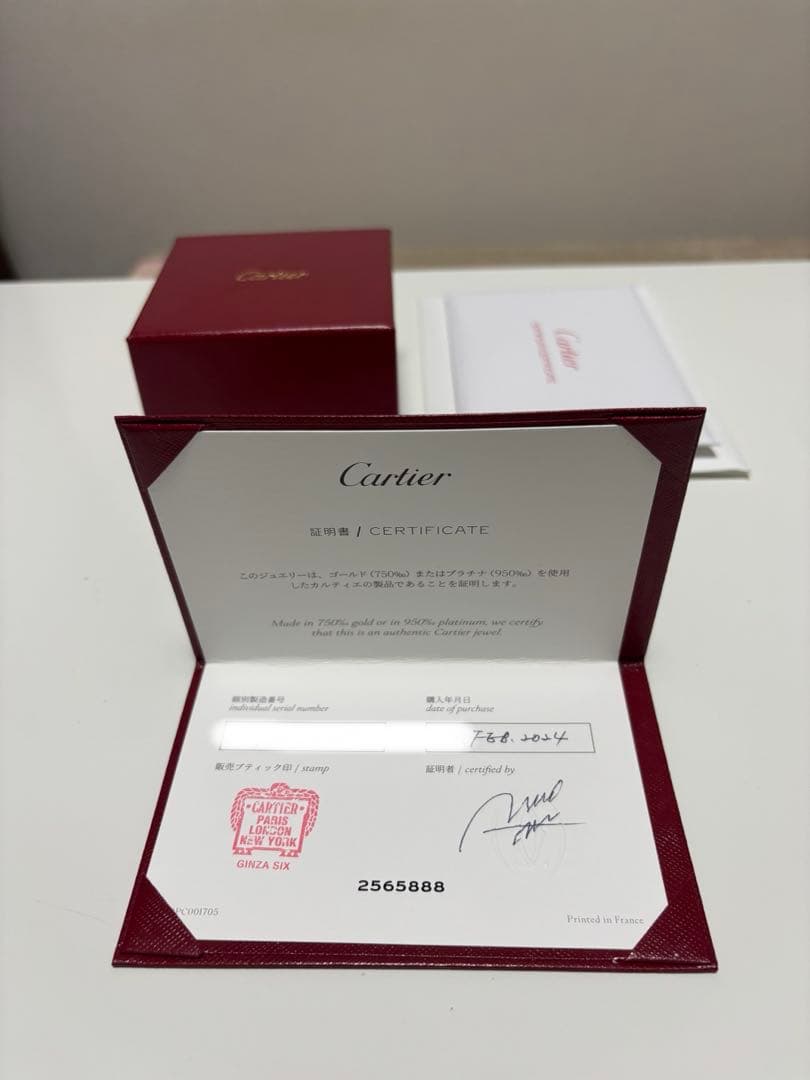 Cartier
Cartier
Cartier
証明書 / CERTIFICATE
このジュエリーは、ゴールド(750‰)またはプラチナ(950‰)を使用
したカルティエの製品であることを証明します。
Made in 750‰ gold or in 950‰ platinum, we certify
that this is an authentic Cartier jewel.
個別製造番号
individual serial number
購入年月日
date of purchase
FEB. 2024
販売ブティック印 / stamp
証明者 / certified by
CARTIER
PARIS
LONDON
NEW YORK
GINZA SIX
2565888
PC001705
Printed in France